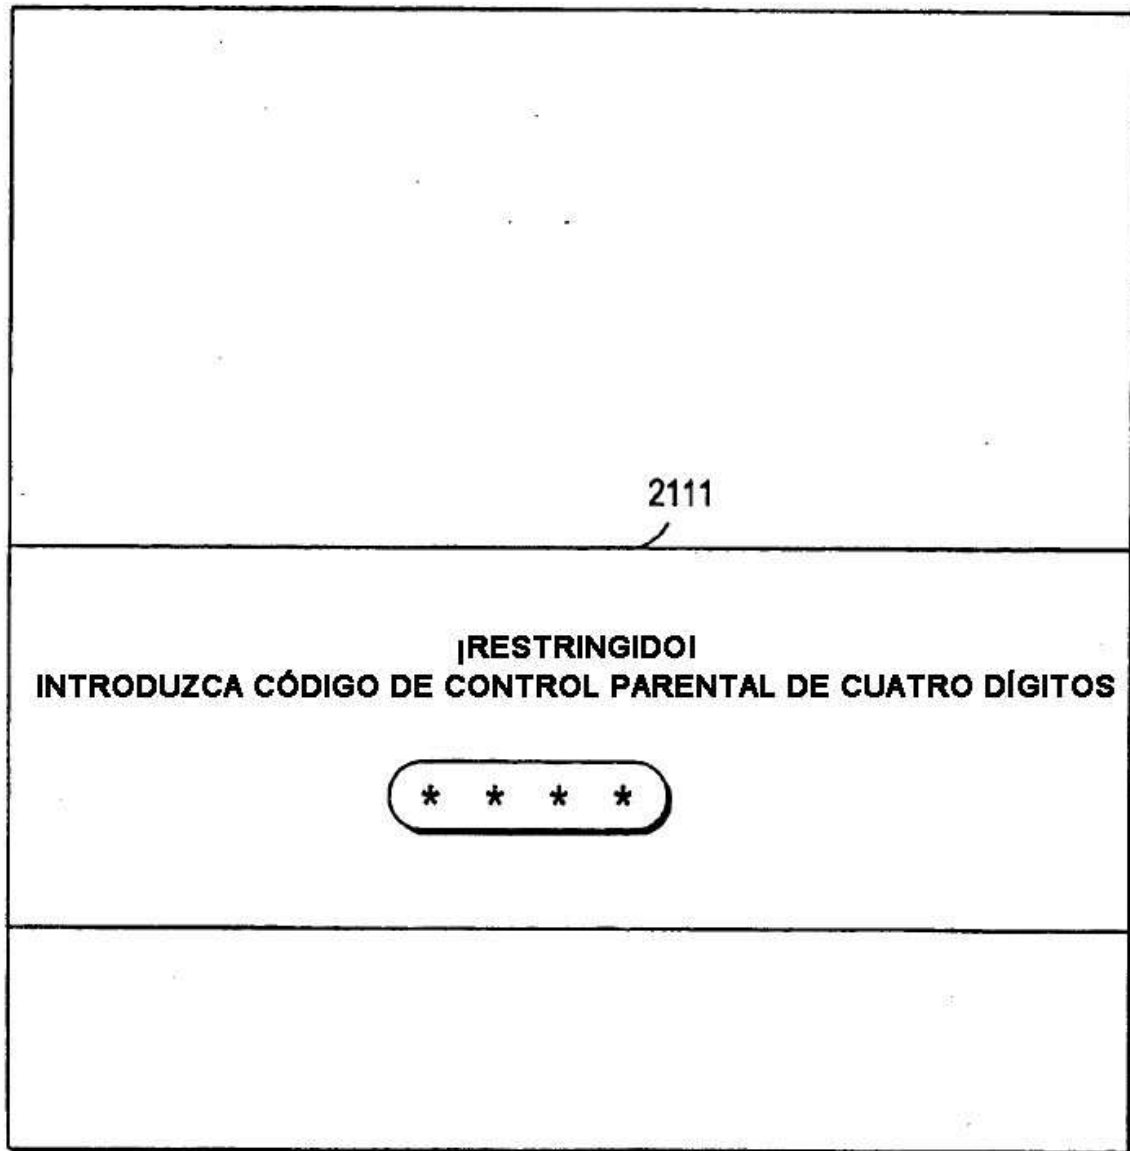 2111
¡RESTRINGIDO!
INTRODUZCA CÓDIGO DE CONTROL PARENTAL DE CUATRO DÍGITOS
* * * *